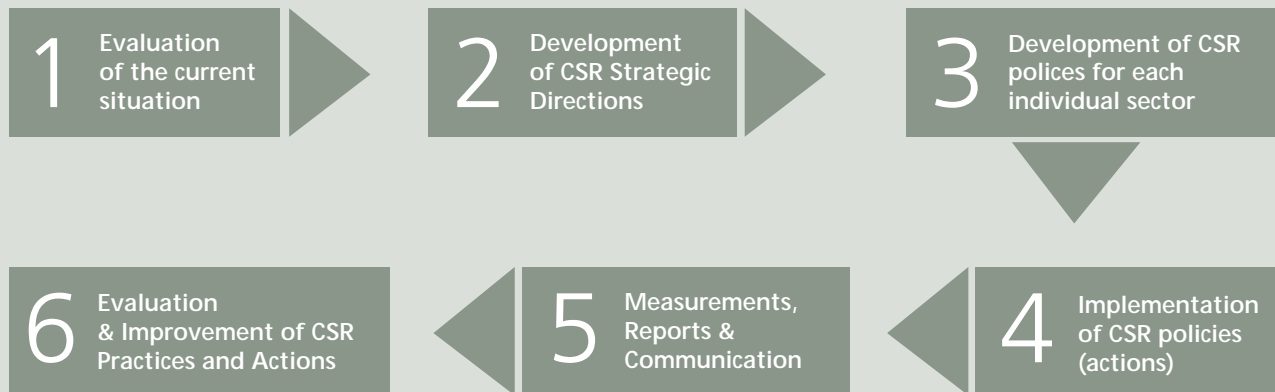 1
Evaluation
of the current
situation
2
Development
of CSR Strategic
Directions
3
Development of CSR
polices for each
individual sector
4
Implementation
of CSR policies
(actions)
5
Measurements,
Reports &
Communication
6
Evaluation
& Improvement of CSR
Practices and Actions